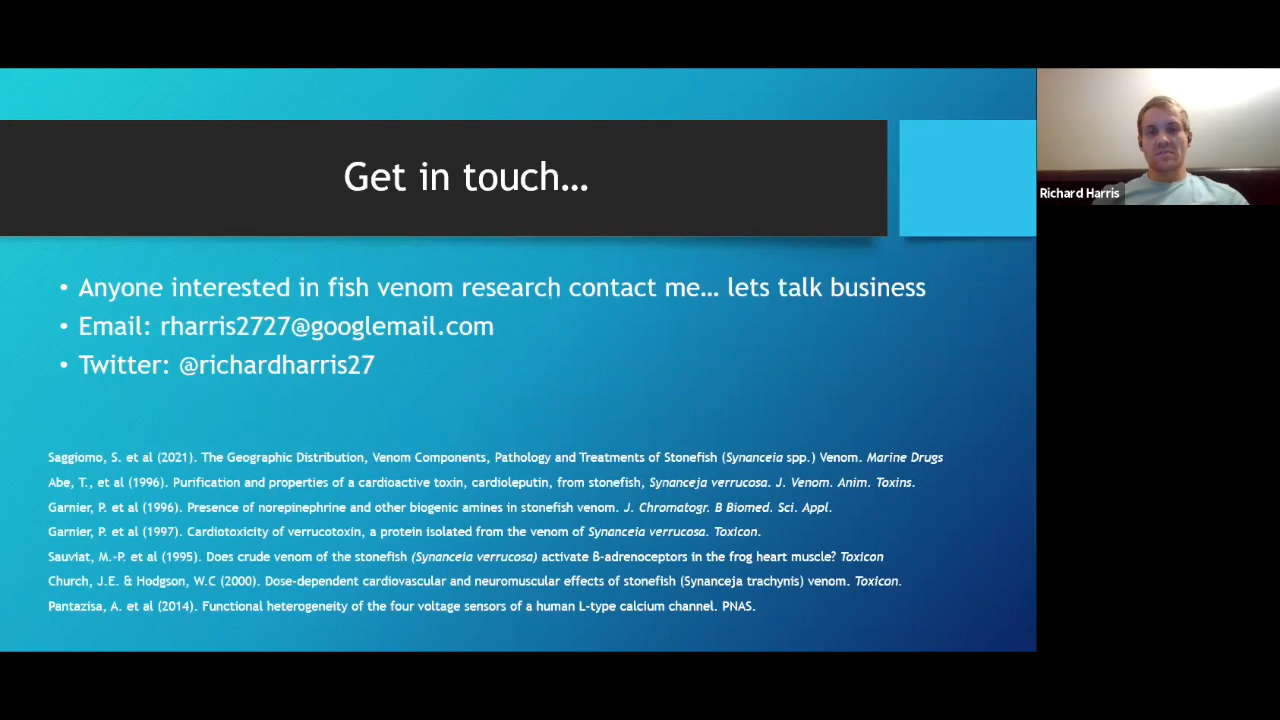 Get in touch...
• Anyone interested in fish venom research contact me... lets talk business
• Email: rharris2727@googlemail.com
• Twitter: @richardharris27
Richard Harris
Saggiomo, S. et al (2021). The Geographic Distribution, Venom Components, Pathology and Treatments of Stonefish (Synanceia spp.) Venom. Marine Drugs
Abe, T., et al (1996). Purification and properties of a cardioactive toxin, cardioleputin, from stonefish, Synanceja verrucosa. J. Venom. Anim. Toxins.
Garnier, P. et al (1996). Presence of norepinephrine and other biogenic amines in stonefish venom. J. Chromatogr. B Biomed. Sci. Appl.
Garnier, P. et al (1997). Cardiotoxicity of verrucotoxin, a protein isolated from the venom of Synanceia verrucosa. Toxicon.
Sauviat, M.-P. et al (1995). Does crude venom of the stonefish (Synanceia verrucosa) activate ß-adrenoceptors in the frog heart muscle? Toxicon
Church, J.E. & Hodgson, W.C (2000). Dose-dependent cardiovascular and neuromuscular effects of stonefish (Synanceja trachynis) venom. Toxicon.
Pantazisa, A. et al (2014). Functional heterogeneity of the four voltage sensors of a human L-type calcium channel. PNAS.